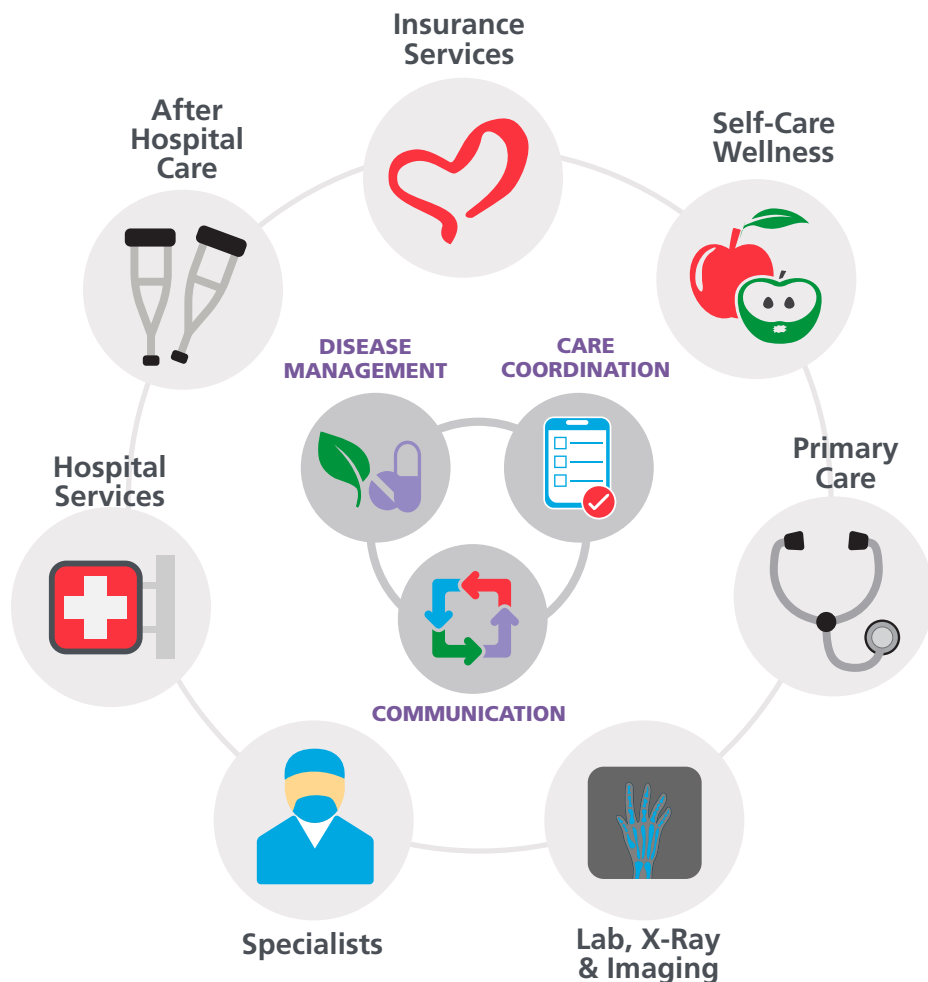 Insurance
Services
After
Hospital
Care
Self-Care
Wellness
DISEASE
MANAGEMENT
CARE
COORDINATION
Hospital
Services
Primary
Care
COMMUNICATION
Specialists
Lab, X-Ray
& Imaging